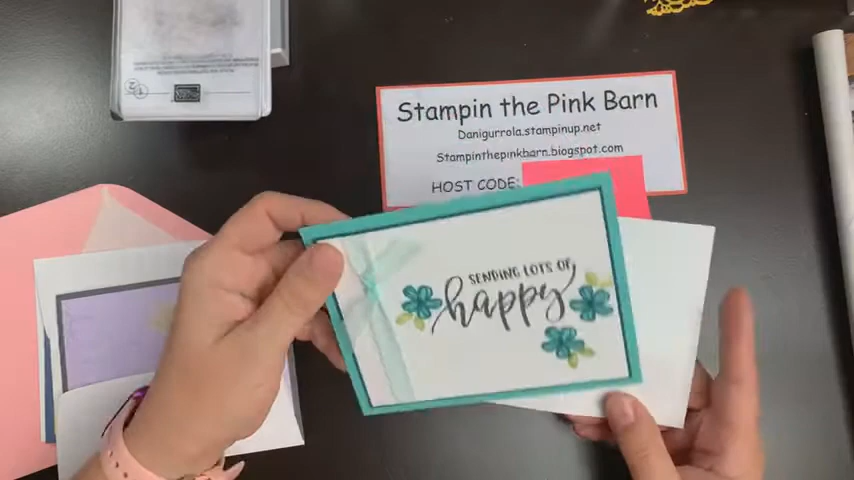 Stampin the Pink Barn
Danigurrola.stampinup.net
Stampinthepinkbarn.blogspot.com
HOST CODE:
SENDING LOTS OF
happy